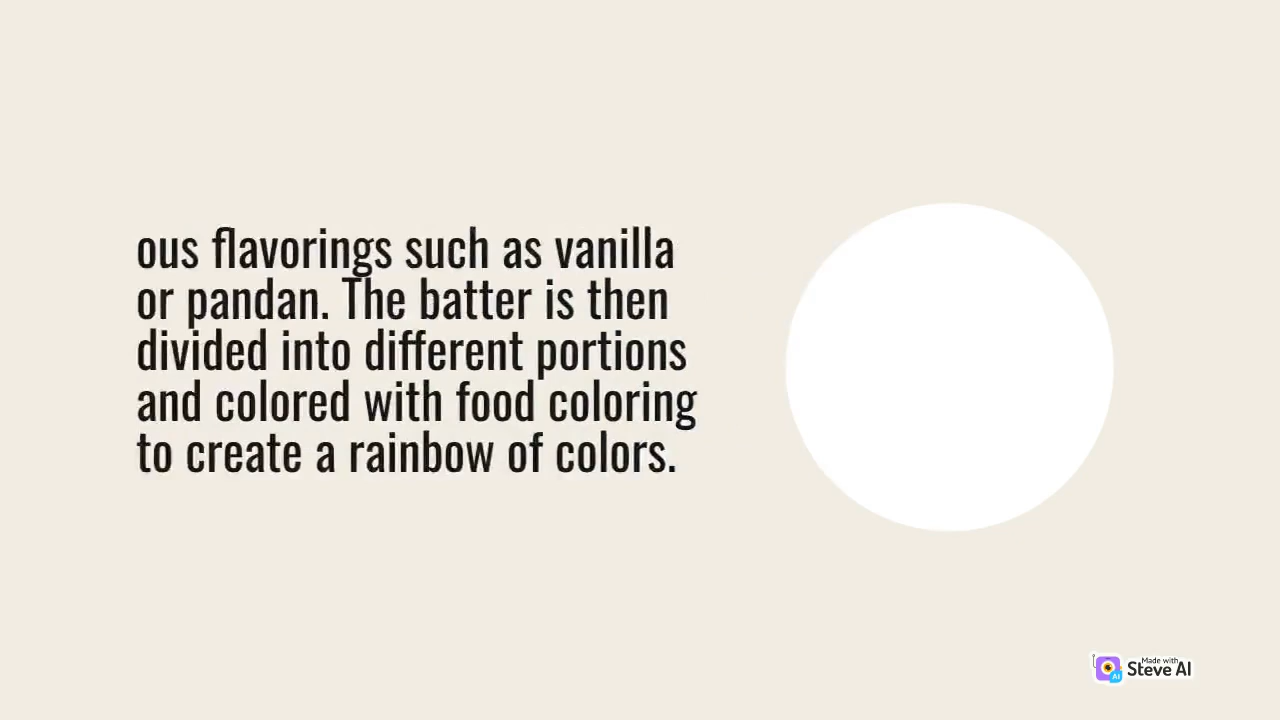 ous flavorings such as vanilla
or pandan. The batter is then
divided into different portions
and colored with food coloring
to create a rainbow of colors.
Made with
Steve AI
AI